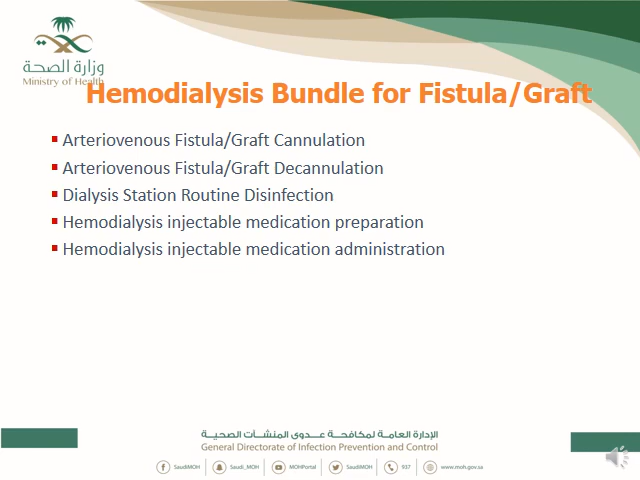 وزارة الصحة
Ministry of Health
Hemodialysis Bundle for Fistula/Graft
Arteriovenous Fistula/Graft Cannulation
Arteriovenous Fistula/Graft Decannulation
Dialysis Station Routine Disinfection
Hemodialysis injectable medication preparation
Hemodialysis injectable medication administration
الإدارة العامة لمكافحة عدوى المنشآت الصحية
General Directorate of Infection Prevention and Control
SaudiMOH Saudi_MOH MOHPortal SaudiMOH 937 www.moh.gov.sa